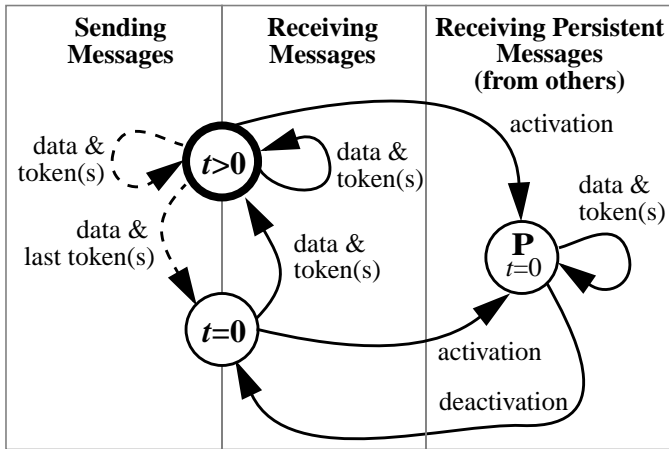 Sending
Messages
Receiving
Messages
Receiving Persistent
Messages
(from others)
activation
data &
token(s)
t>0
data &
token(s)
data &
token(s)
data &
last token(s)
data &
token(s)
P
t=0
t=0
activation
deactivation